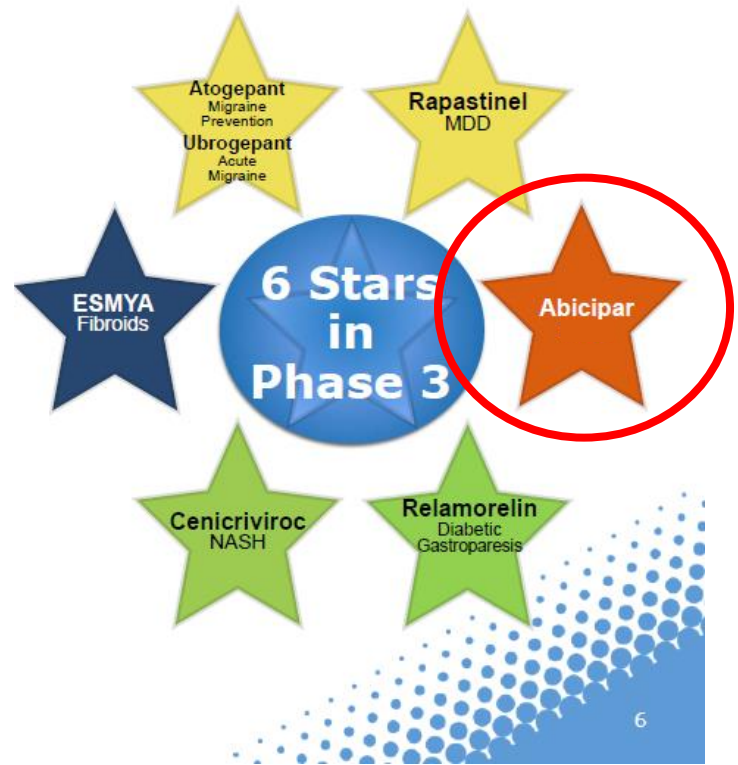 Atogepant
Migraine
Prevention
Ubrogepant
Acute
Migraine
Rapastinel
MDD
ESMYA
Fibroids
6 Stars
in
Phase 3
Abicipar
Cenicriviroc
NASH
Relamorelin
Diabetic
Gastroparesis
6